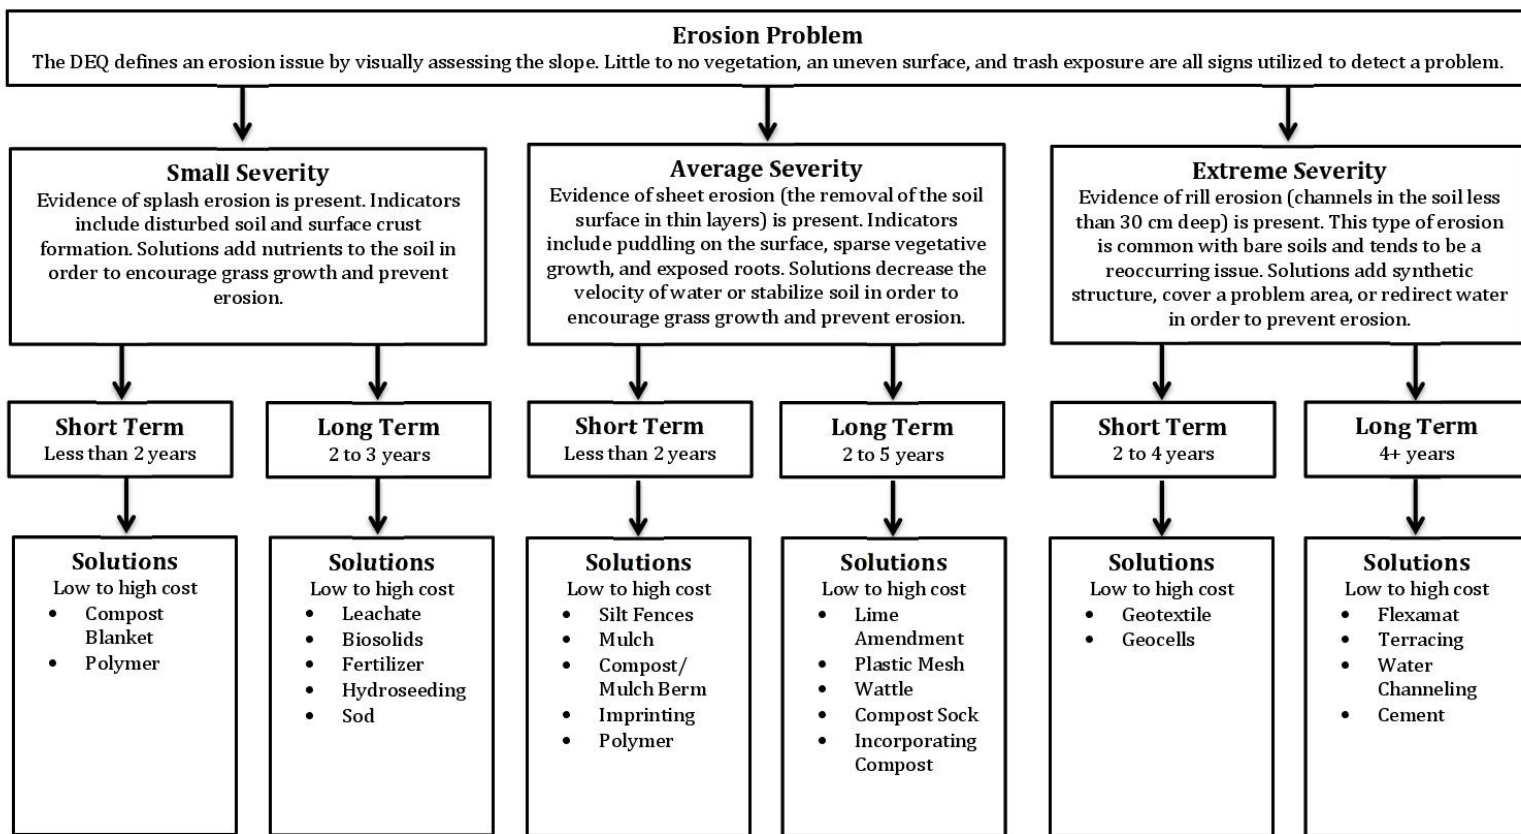 Erosion Problem
The DEQ defines an erosion issue by visually assessing the slope. Little to no vegetation, an uneven surface, and trash exposure are all signs utilized to detect a problem.
Small Severity
Evidence of splash erosion is present. Indicators
include disturbed soil and surface crust
formation. Solutions add nutrients to the soil in
order to encourage grass growth and prevent
erosion.
Average Severity
Evidence of sheet erosion (the removal of the soil
surface in thin layers) is present. Indicators
include puddling on the surface, sparse vegetative
growth, and exposed roots. Solutions decrease the
velocity of water or stabilize soil in order to
encourage grass growth and prevent erosion.
Extreme Severity
Evidence of rill erosion (channels in the soil less
than 30 cm deep) is present. This type of erosion
is common with bare soils and tends to be a
reoccurring issue. Solutions add synthetic
structure, cover a problem area, or redirect water
in order to prevent erosion.
Short Term
Less than 2 years
Long Term
2 to 3 years
Short Term
Less than 2 years
Long Term
2 to 5 years
Short Term
2 to 4 years
Long Term
4+ years
Solutions
Low to high cost
• Compost
Blanket
• Polymer
Solutions
Low to high cost
• Leachate
• Biosolids
• Fertilizer
• Hydroseeding
• Sod
Solutions
Low to high cost
• Silt Fences
• Mulch
• Compost/
Mulch Berm
• Imprinting
• Polymer
Solutions
Low to high cost
• Lime
Amendment
• Plastic Mesh
• Wattle
• Compost Sock
• Incorporating
Compost
Solutions
Low to high cost
• Geotextile
• Geocells
Solutions
Low to high cost
• Flexamat
• Terracing
• Water
Channeling
• Cement